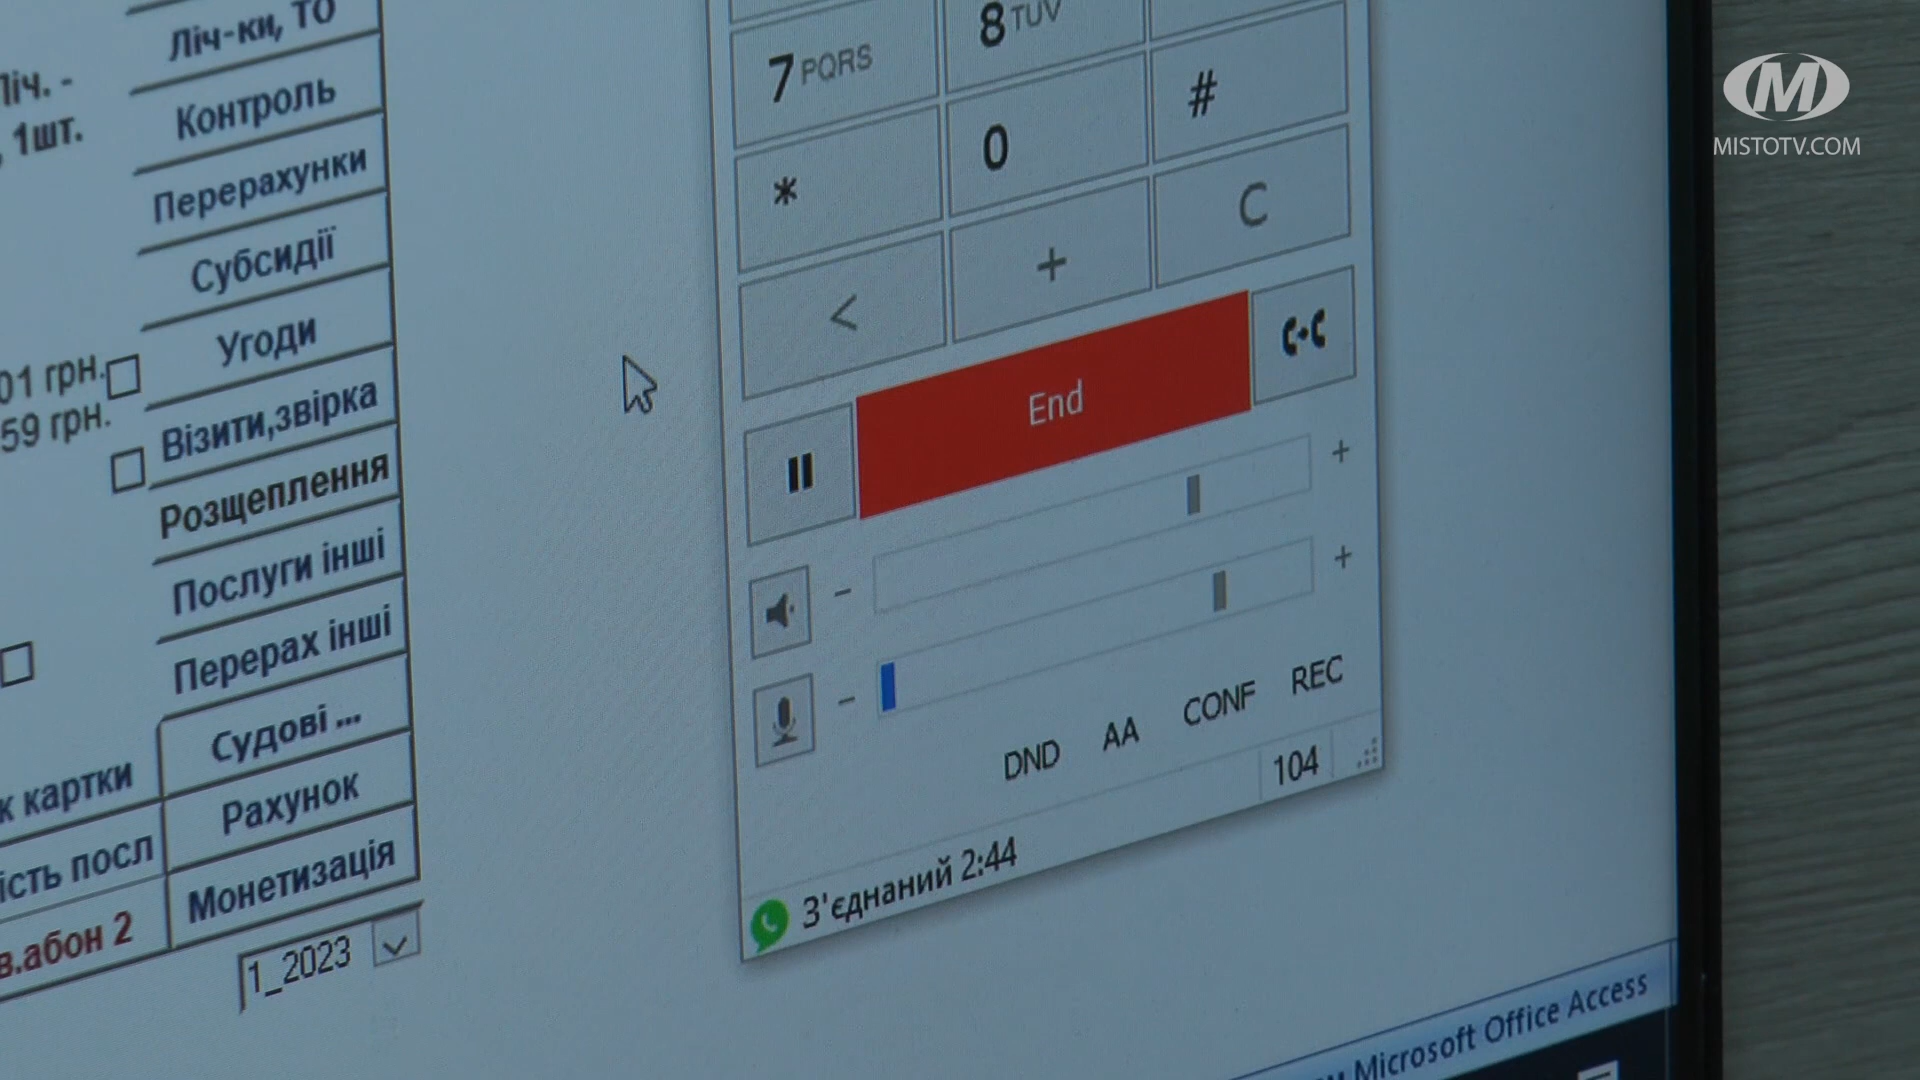 Ліч-ки, ТО
Ліч. -
Контроль
, 1шт.
Перерахунки
Субсидії
Угоди
01 грн.
59 грн.
Візити,звірка
Розщеплення
Послуги інші
Перерах інші
Судові ...
к картки
Рахунок
ість посл
Монетизація
в.абон 2
1_2023
7 PQRS
8 TUV
*
0
#
<
+
C
End
+
-
+
-
DND AA CONF REC
104
З'єднаний 2:44
Microsoft Office Access
M
MISTOTV.COM